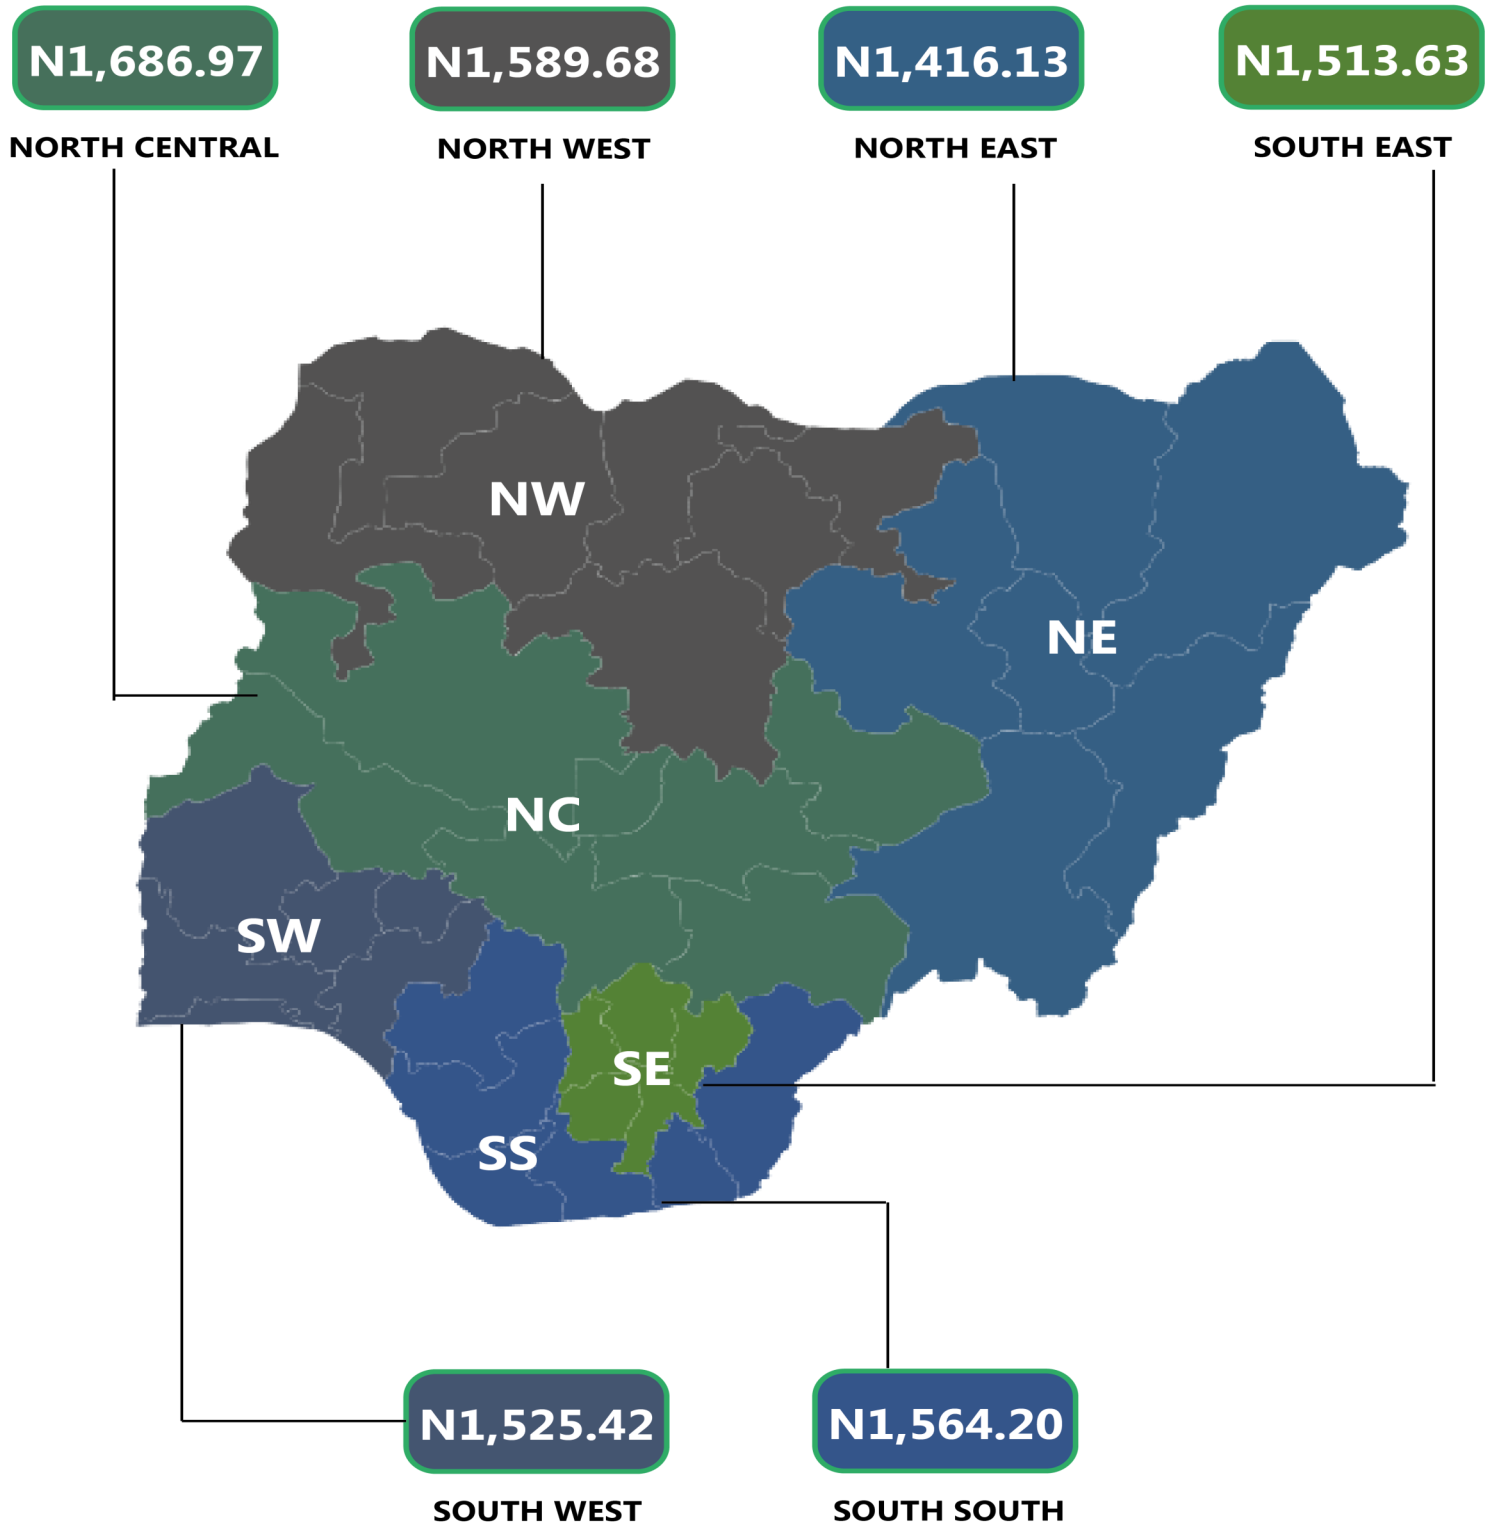 N1,686.97
NORTH CENTRAL
N1,589.68
NORTH WEST
N1,416.13
NORTH EAST
N1,513.63
SOUTH EAST
NW
NE
NC
SW
SE
SS
N1,525.42
SOUTH WEST
N1,564.20
SOUTH SOUTH